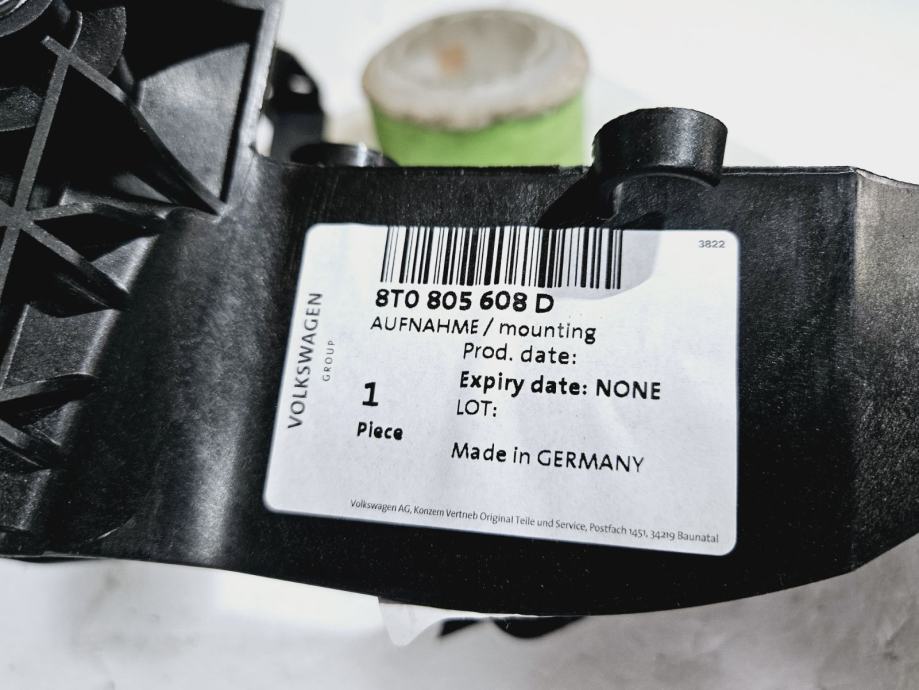 3822
8T0 805 608 D
AUFNAHME / mounting
Prod. date:
Expiry date: NONE
LOT:
1
Piece
Made in GERMANY
VOLKSWAGEN
GROUP
Volkswagen AG, Konzern Vertrieb Original Teile und Service, Postfach 1451, 34219 Baunatal